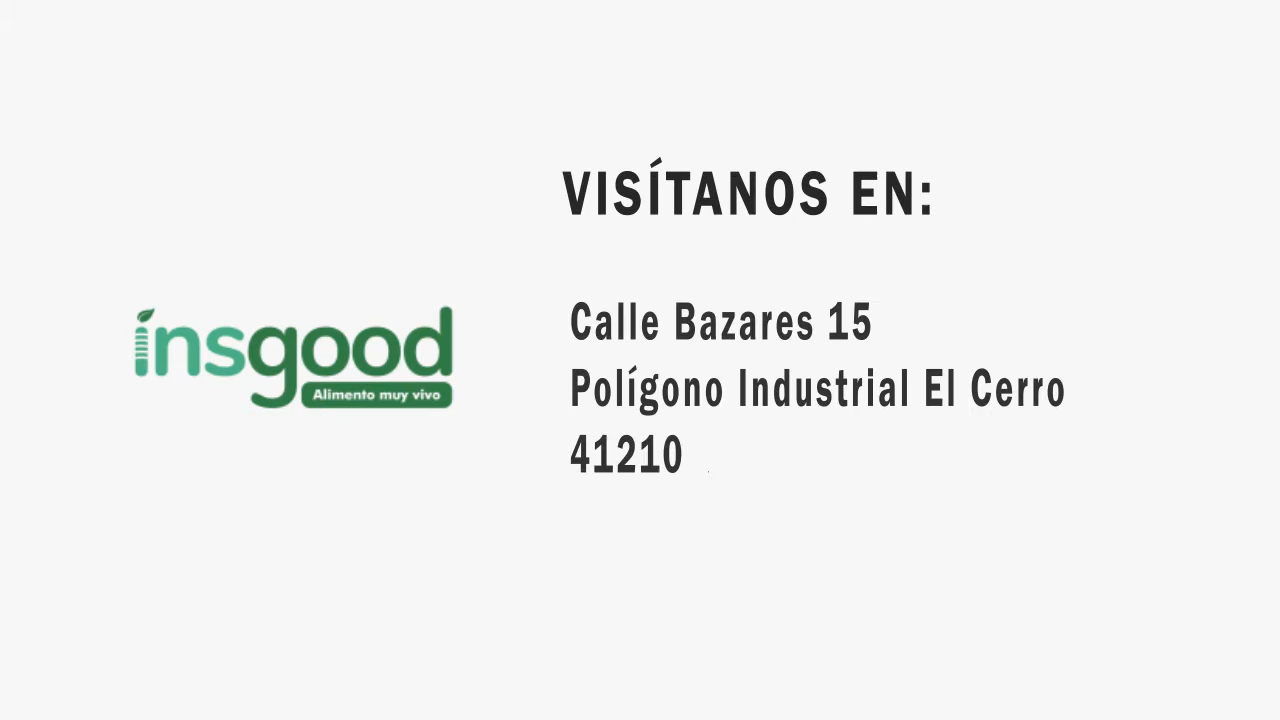 VISÍTANOS EN:
insgood
Alimento muy vivo
Calle Bazares 15
Polígono Industrial El Cerro
41210